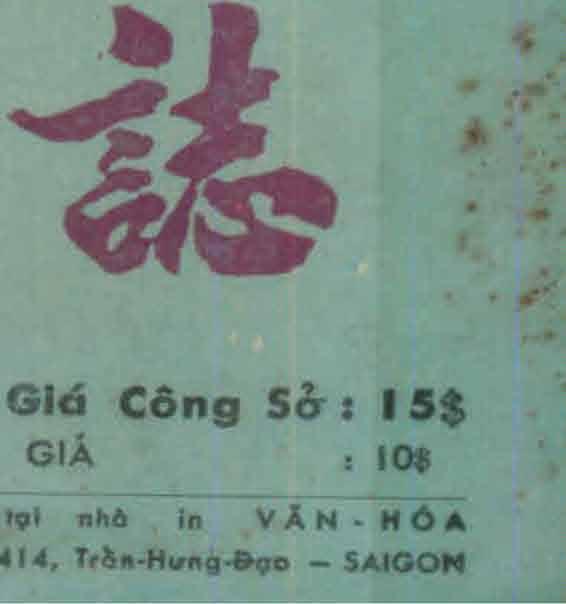 誌
Giá Công Sở : 15$
GIÁ : 10$
tại nhà in VĂN - HÓA
414, Trần-Hưng-Đạo — SAIGON